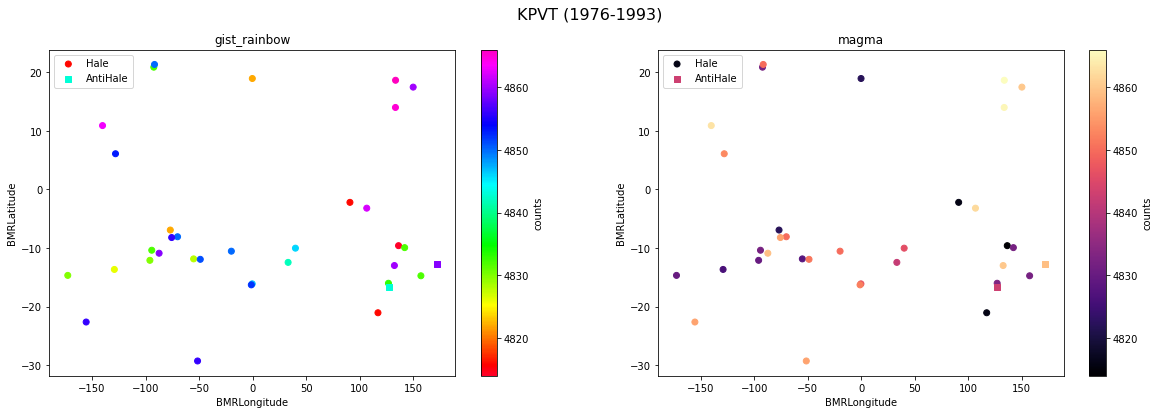 KPVT (1976-1993)
gist_rainbow
Hale
AntiHale
20
10
0
−10
−20
−30
BMRLatitude
−150
−100
−50
0
50
100
150
BMRLongitude
4860
4850
4840
4830
4820
counts
magma
Hale
AntiHale
20
10
0
−10
−20
−30
BMRLatitude
−150
−100
−50
0
50
100
150
BMRLongitude
4860
4850
4840
4830
4820
counts